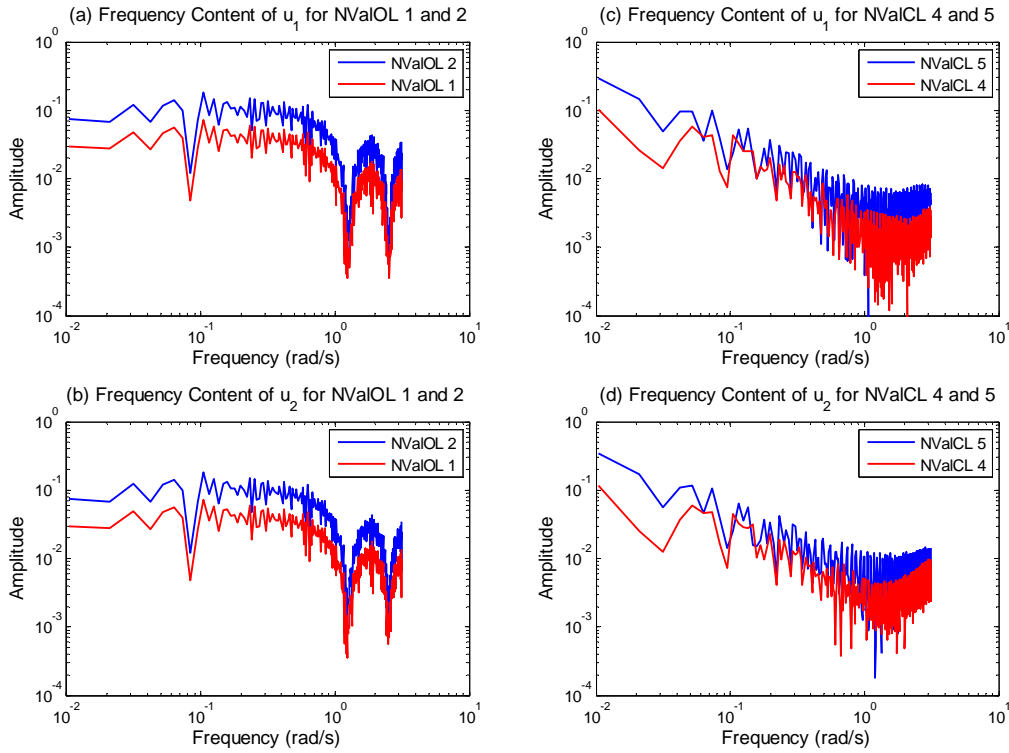 (a) Frequency Content of u_1 for NValOL 1 and 2
10^0
10^-1
10^-2
10^-3
10^-4
Amplitude
NValOL 2
NValOL 1
10^-2
10^-1
10^0
10^1
Frequency (rad/s)
(c) Frequency Content of u_1 for NValCL 4 and 5
10^0
10^-1
10^-2
10^-3
10^-4
Amplitude
NValCL 5
NValCL 4
10^-2
10^-1
10^0
10^1
Frequency (rad/s)
(b) Frequency Content of u_2 for NValOL 1 and 2
10^0
10^-1
10^-2
10^-3
10^-4
Amplitude
NValOL 2
NValOL 1
10^-2
10^-1
10^0
10^1
Frequency (rad/s)
(d) Frequency Content of u_2 for NValCL 4 and 5
10^0
10^-1
10^-2
10^-3
10^-4
Amplitude
NValCL 5
NValCL 4
10^-2
10^-1
10^0
10^1
Frequency (rad/s)